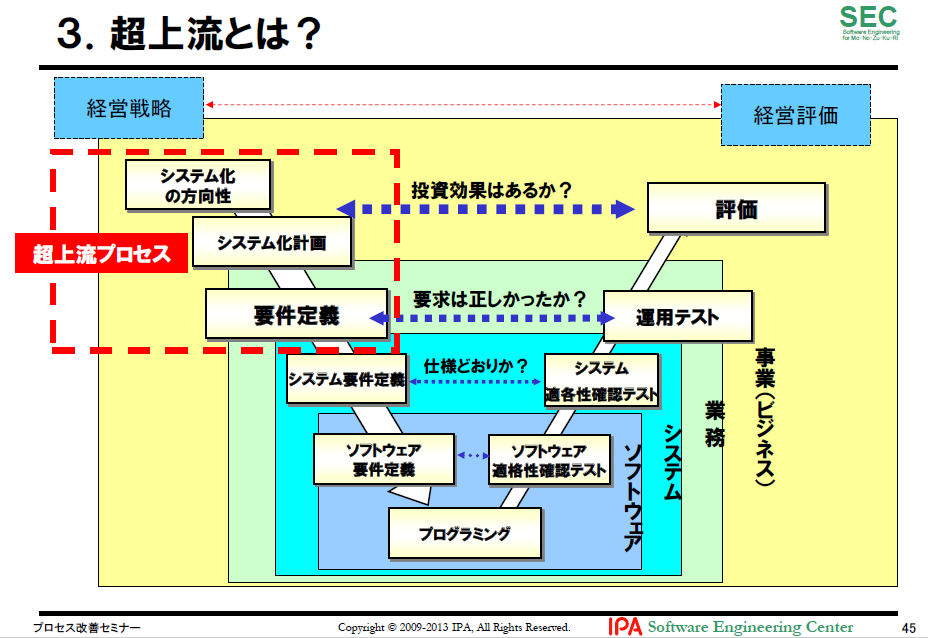 3．超上流とは？
SEC
Software Engineering
for Mo･No･Zu･Ku･Ri
経営戦略
経営評価
システム化
の方向性
投資効果はあるか？
評価
システム化計画
超上流プロセス
要件定義
要求は正しかったか？
運用テスト
システム要件定義
仕様どおりか？
システム
適各性確認テスト
ソフトウェア
要件定義
ソフトウェア
適格性確認テスト
プログラミング
ソフトウェア
システム
業務
事業（ビジネス）
プロセス改善セミナー
Copyright © 2009-2013 IPA, All Rights Reserved.
IPA Software Engineering Center
45